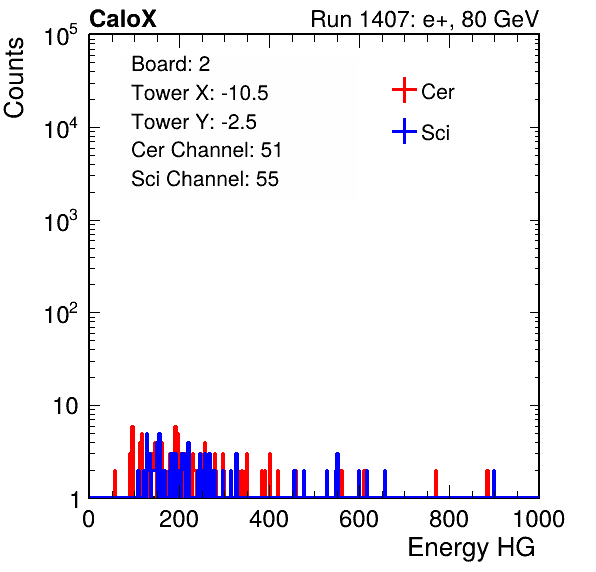 CaloX Run 1407: e+, 80 GeV
Counts
Board: 2
Tower X: -10.5
Tower Y: -2.5
Cer Channel: 51
Sci Channel: 55
Cer
Sci
10^5
10^4
10^3
10^2
10
1
0 200 400 600 800 1000
Energy HG